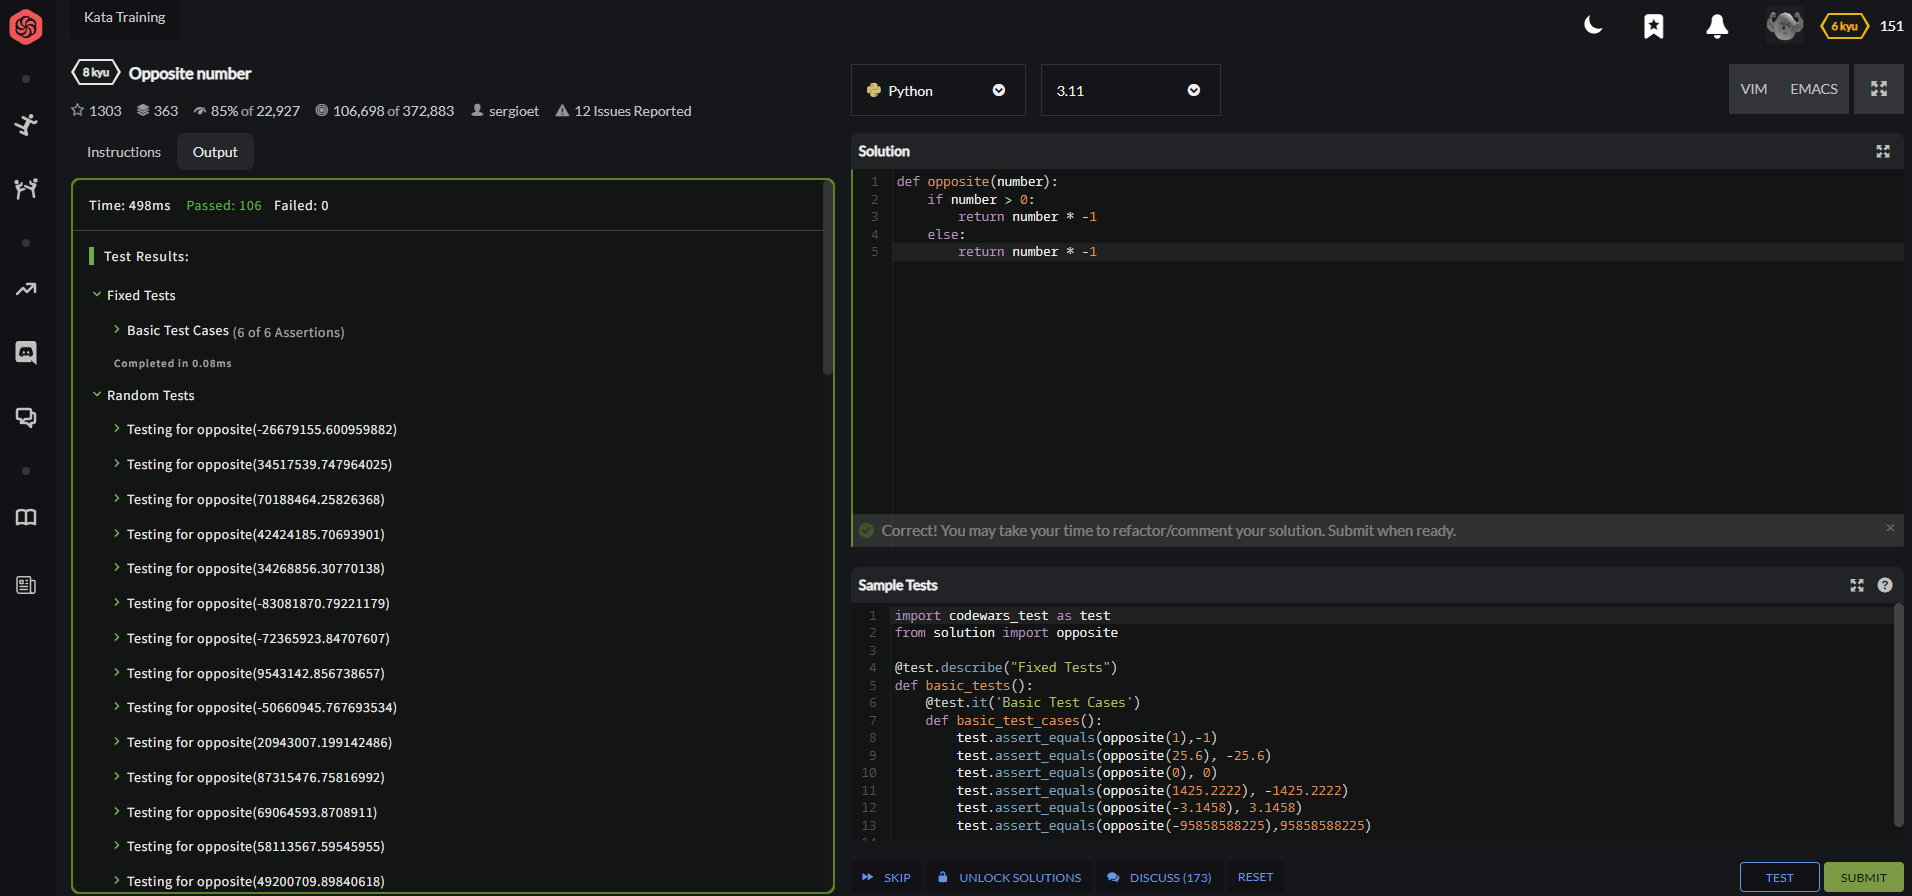 Kata Training
6 kyu 151
8 kyu Opposite number
1303 363 85% of 22,927 106,698 of 372,883 sergioet 12 Issues Reported
Instructions Output
Time: 498ms Passed: 106 Failed: 0
Test Results:
Fixed Tests
Basic Test Cases (6 of 6 Assertions)
Completed in 0.08ms
Random Tests
Testing for opposite(-26679155.600959882)
Testing for opposite(34517539.747964025)
Testing for opposite(70188464.25826368)
Testing for opposite(42424185.70693901)
Testing for opposite(34268856.30770138)
Testing for opposite(-83081870.79221179)
Testing for opposite(-72365923.84707607)
Testing for opposite(9543142.856738657)
Testing for opposite(-50660945.767693534)
Testing for opposite(20943007.199142486)
Testing for opposite(87315476.75816992)
Testing for opposite(69064593.8708911)
Testing for opposite(58113567.59545955)
Testing for opposite(49200709.89840618)
Python 3.11 VIM EMACS
Solution
1 def opposite(number):
2     if number > 0:
3         return number * -1
4     else:
5         return number * -1
Correct! You may take your time to refactor/comment your solution. Submit when ready. ×
Sample Tests ?
1 import codewars_test as test
2 from solution import opposite
3
4 @test.describe("Fixed Tests")
5 def basic_tests():
6     @test.it('Basic Test Cases')
7     def basic_test_cases():
8         test.assert_equals(opposite(1),-1)
9         test.assert_equals(opposite(25.6), -25.6)
10         test.assert_equals(opposite(0), 0)
11         test.assert_equals(opposite(1425.2222), -1425.2222)
12         test.assert_equals(opposite(-3.1458), 3.1458)
13         test.assert_equals(opposite(-95858588225),95858588225)
14
SKIP UNLOCK SOLUTIONS DISCUSS (173) RESET TEST SUBMIT